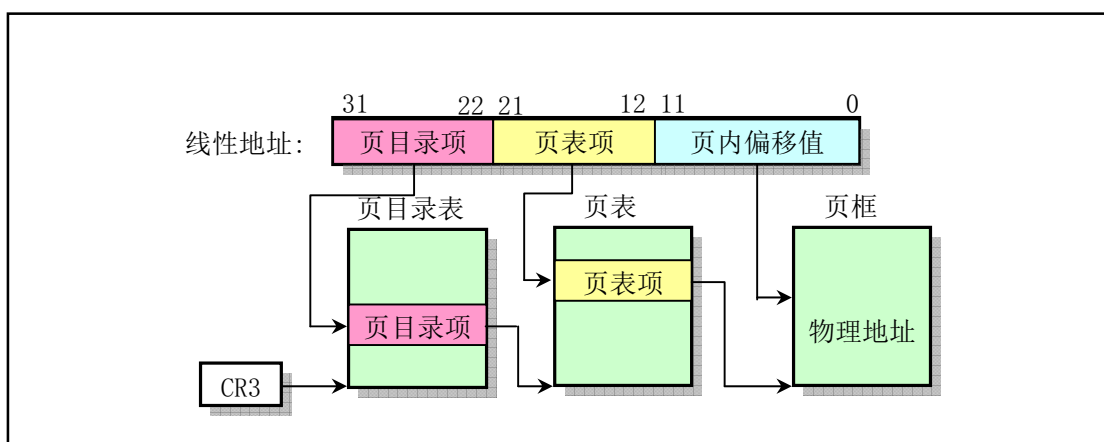 31 22 21 12 11 0
线性地址: 页目录项 页表项 页内偏移值
页目录表 页表 页框
页表项
页目录项 物理地址
CR3